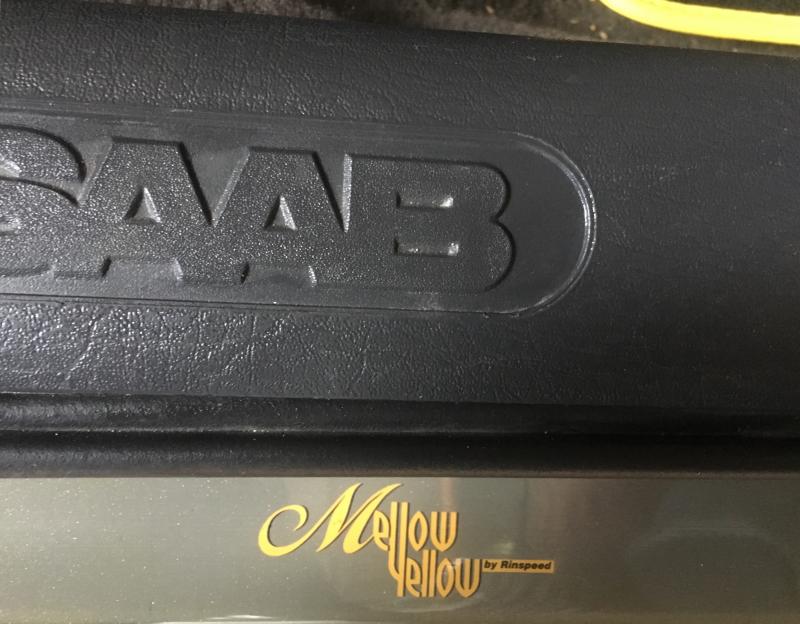 SAAB
Mellow
Yellow
by Rinspeed